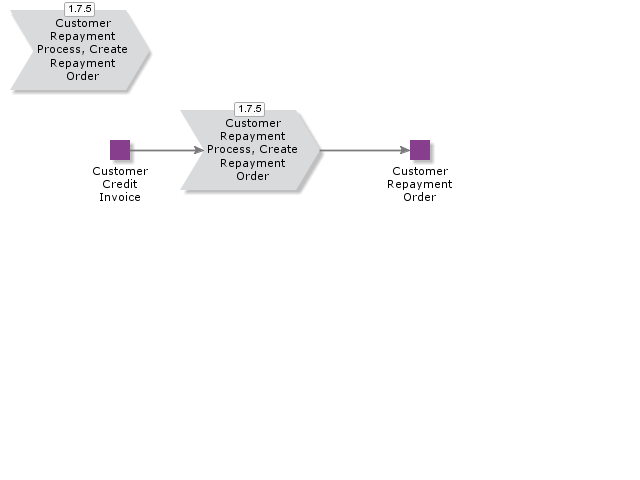 1.7.5
Customer
Repayment
Process, Create
Repayment
Order
1.7.5
Customer
Repayment
Process, Create
Repayment
Order
Customer
Credit
Invoice
Customer
Repayment
Order